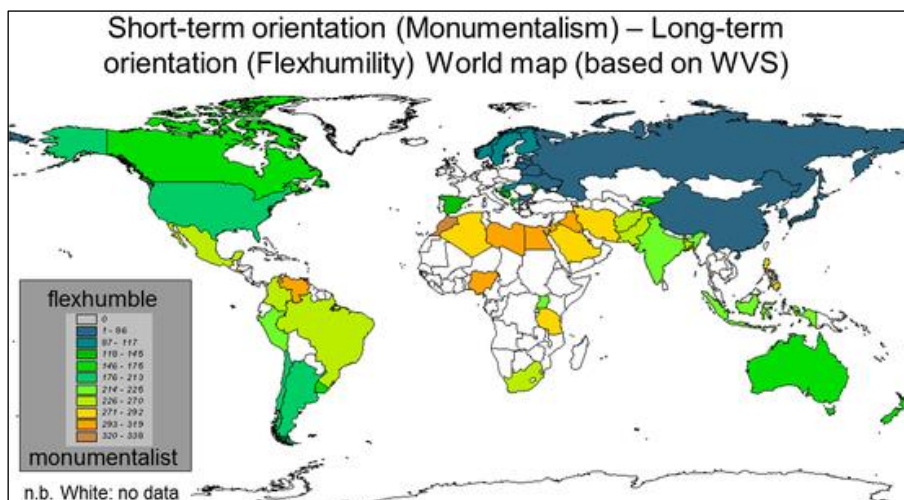 Short-term orientation (Monumentalism) – Long-term
orientation (Flexhumility) World map (based on WVS)
flexhumble
0
1 - 86
87 - 117
118 - 145
146 - 175
176 - 213
214 - 225
226 - 270
271 - 292
293 - 319
320 - 338
monumentalist
n.b. White: no data